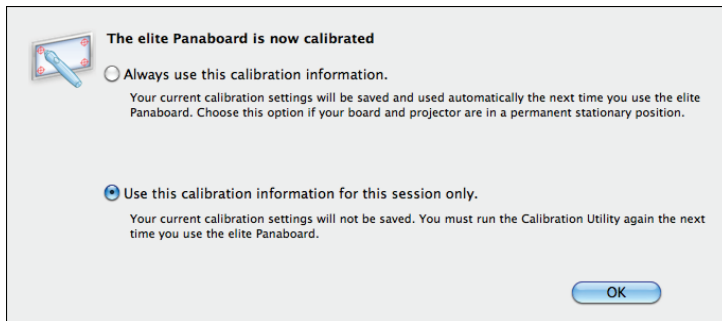 The elite Panaboard is now calibrated
Always use this calibration information.
Your current calibration settings will be saved and used automatically the next time you use the elite
Panaboard. Choose this option if your board and projector are in a permanent stationary position.
Use this calibration information for this session only.
Your current calibration settings will not be saved. You must run the Calibration Utility again the next
time you use the elite Panaboard.
OK